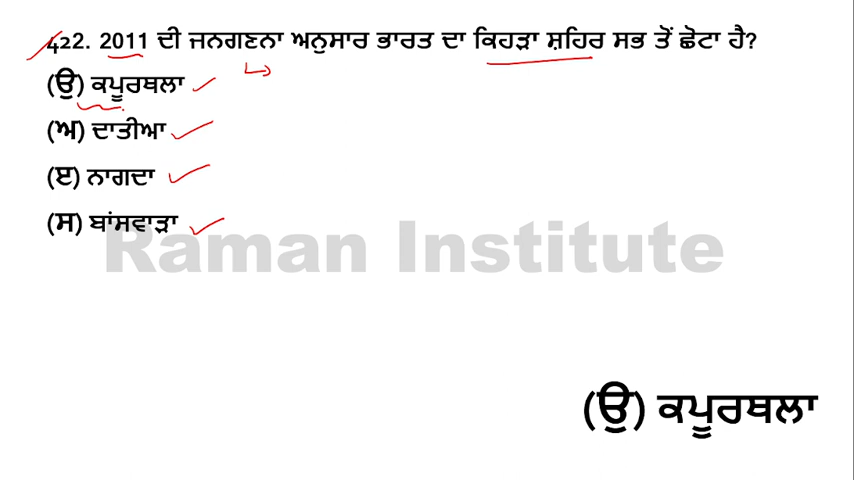 422. 2011 ਦੀ ਜਨਗਣਨਾ ਅਨੁਸਾਰ ਭਾਰਤ ਦਾ ਕਿਹੜਾ ਸ਼ਹਿਰ ਸਭ ਤੋਂ ਛੋਟਾ ਹੈ?
(ੳ) ਕਪੂਰਥਲਾ
(ਅ) ਦਾਤੀਆ
(ੲ) ਨਾਗਦਾ
(ਸ) ਬਾਂਸਵਾੜਾ
Raman Institute
(ੳ) ਕਪੂਰਥਲਾ